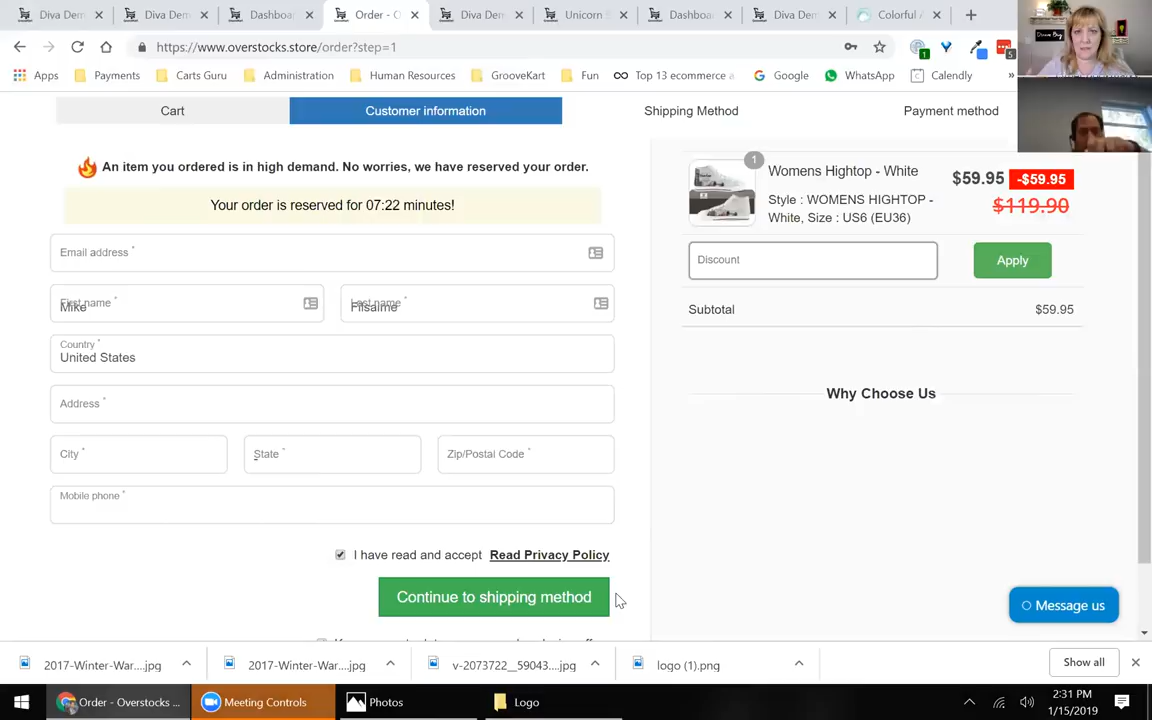 Diva Dem
Diva Dem
Dashboa
Order - O
Diva Dem
Unicorn
Dashboa
Diva Dem
Colorful
https://www.overstocks.store/order?step=1
1
5
Apps
Payments
Carts Guru
Administration
Human Resources
GrooveKart
Fun
Top 13 ecommerce a
Google
WhatsApp
Calendly
»
Cart
Customer information
Shipping Method
Payment method
An item you ordered is in high demand. No worries, we have reserved your order.
Your order is reserved for 07:22 minutes!
Email address *
First name *
Mike
Last name *
Filsaime
Country *
United States
Address *
City *
State *
-
Zip/Postal Code *
Mobile phone *
I have read and accept Read Privacy Policy
Continue to shipping method
1
Womens Hightop - White
$59.95 -$59.95
Style : WOMENS HIGHTOP -
White, Size : US6 (EU36)
$119.90
Discount
Apply
Subtotal
$59.95
Why Choose Us
Message us
2017-Winter-War....jpg
2017-Winter-War....jpg
v-2073722__59043....jpg
logo (1).png
Show all
Order - Overstocks ...
Meeting Controls
Photos
Logo
2:31 PM
1/15/2019